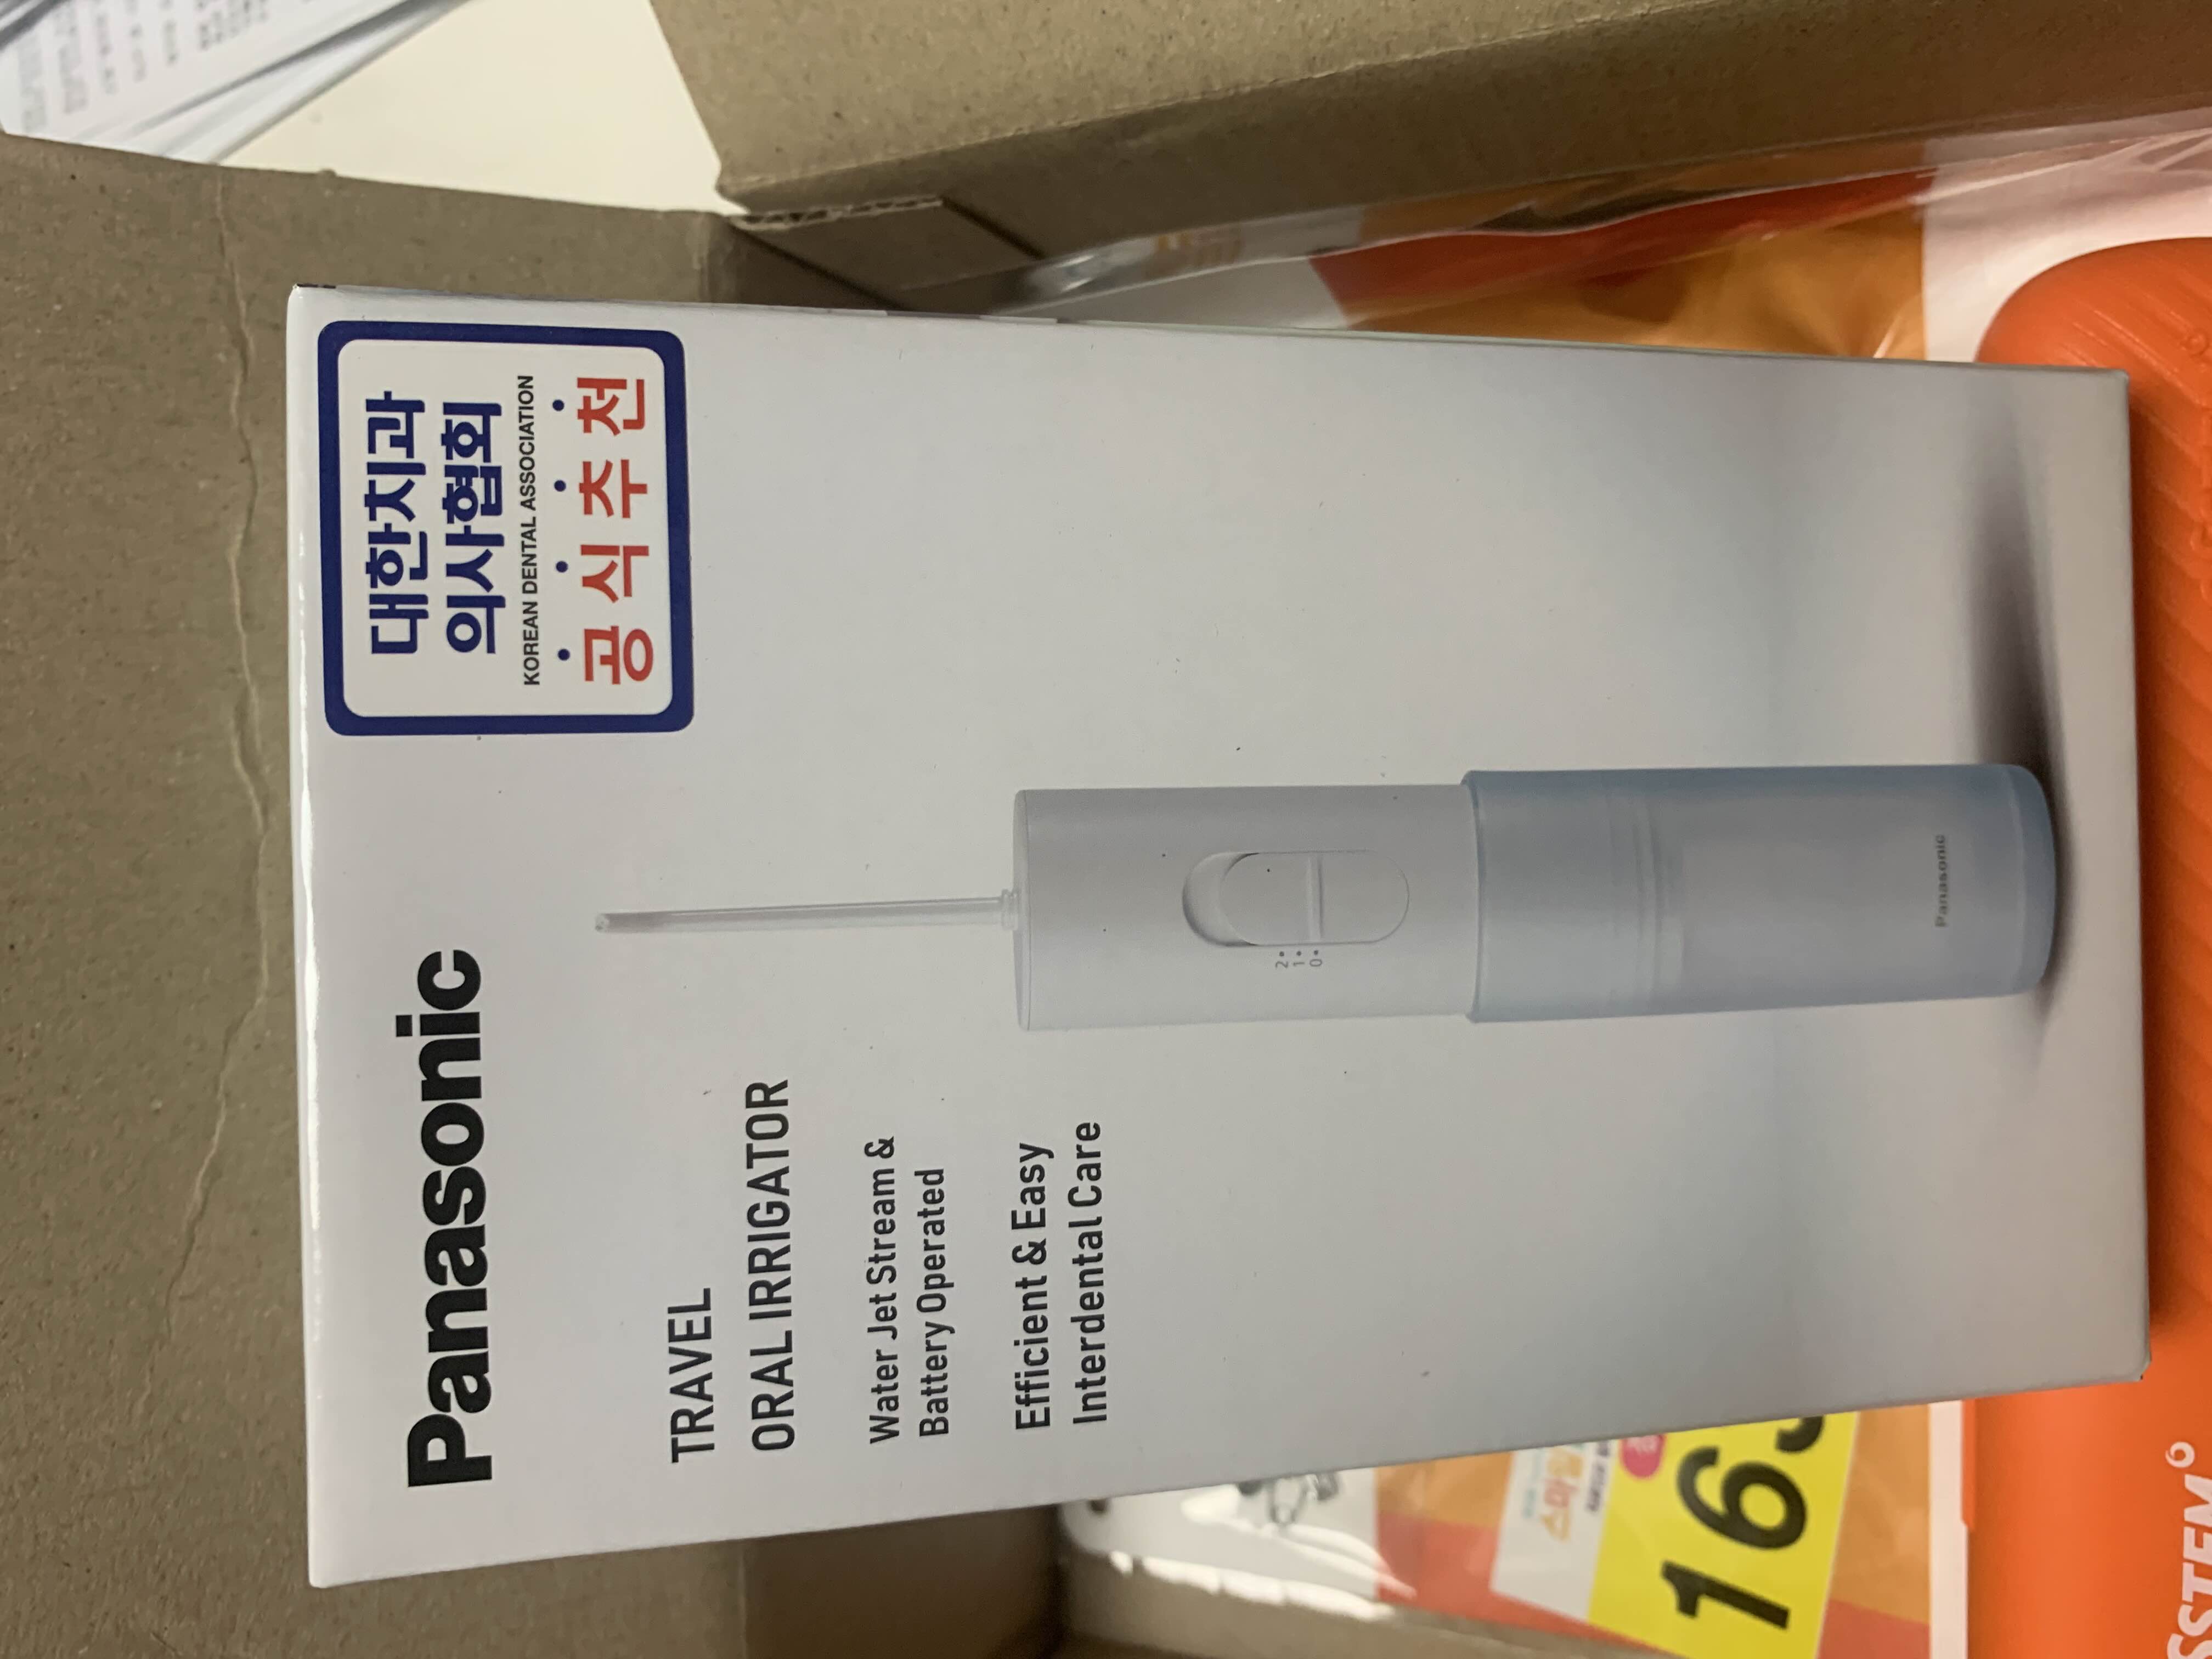 Panasonic
대한치과
의사협회
KOREAN DENTAL ASSOCIATION
공식추천
TRAVEL
ORAL IRRIGATOR
Water Jet Stream &
Battery Operated
Efficient & Easy
Interdental Care
2
1
0
Panasonic